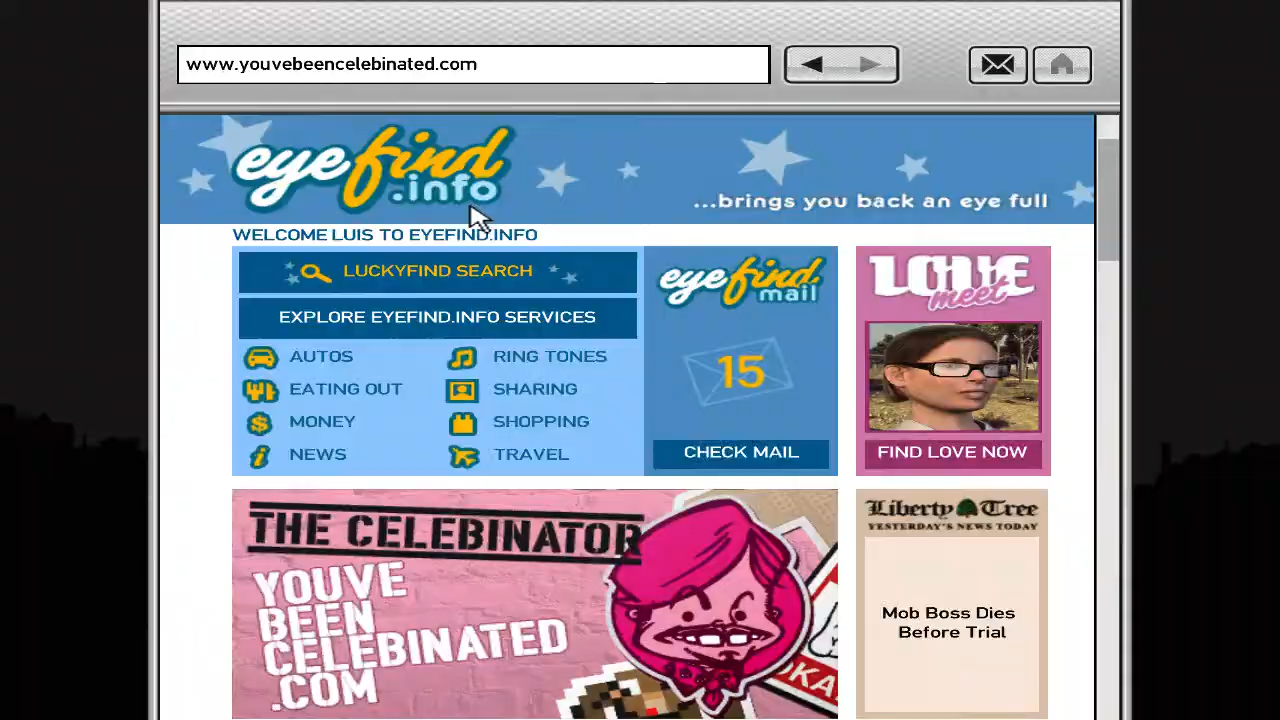 www.youvebeencelebinated.com
eyefind
.info
...brings you back an eye full
WELCOME LUIS TO EYEFIND.INFO
LUCKYFIND SEARCH
EXPLORE EYEFIND.INFO SERVICES
AUTOS
RING TONES
EATING OUT
SHARING
MONEY
SHOPPING
NEWS
TRAVEL
eyefind
mail
15
CHECK MAIL
LOVE
meet
FIND LOVE NOW
THE CELEBINATOR
YOUVE
BEEN
CELEBINATED
.COM
Liberty Tree
YESTERDAY'S NEWS TODAY
Mob Boss Dies
Before Trial